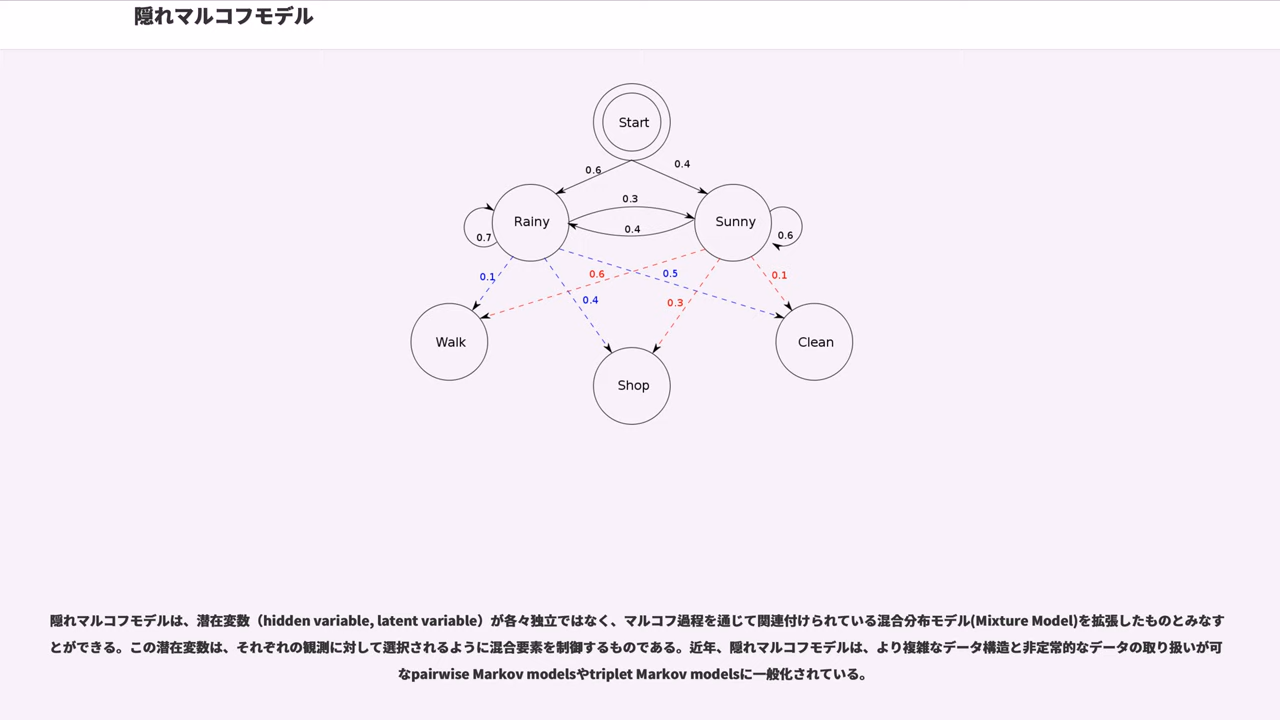 隠れマルコフモデル
Start
0.6
0.4
0.3
Rainy
Sunny
0.4
0.7
0.6
0.1
0.6
0.5
0.1
0.4
0.3
Walk
Clean
Shop
隠れマルコフモデルは、潜在変数（hidden variable, latent variable）が各々独立ではなく、マルコフ過程を通じて関連付けられている混合分布モデル(Mixture Model)を拡張したものとみなす
とができる。この潜在変数は、それぞれの観測に対して選択されるように混合要素を制御するものである。近年、隠れマルコフモデルは、より複雑なデータ構造と非定常的なデータの取り扱いが可
なpairwise Markov modelsやtriplet Markov modelsに一般化されている。